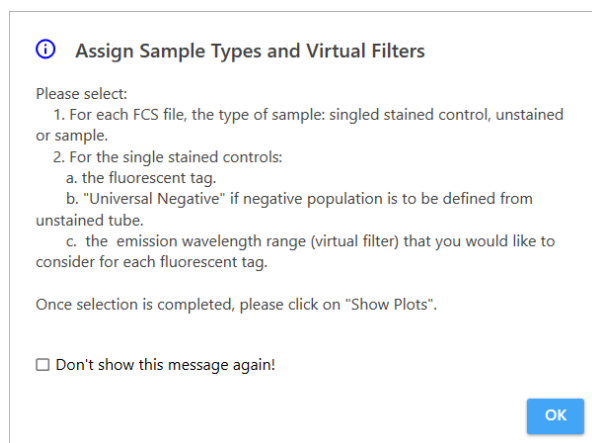 Assign Sample Types and Virtual Filters
Please select:
1. For each FCS file, the type of sample: singled stained control, unstained
or sample.
2. For the single stained controls:
a. the fluorescent tag.
b. "Universal Negative" if negative population is to be defined from
unstained tube.
c. the emission wavelength range (virtual filter) that you would like to
consider for each fluorescent tag.
Once selection is completed, please click on "Show Plots".
Don't show this message again!
OK